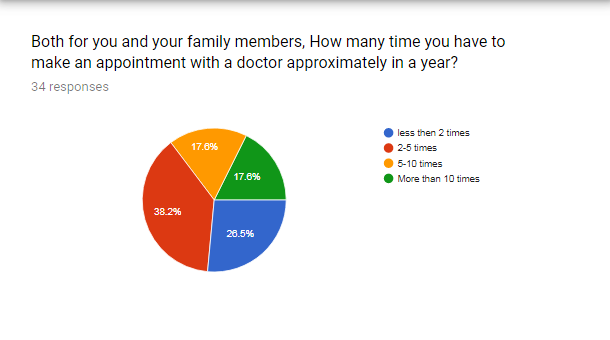 Both for you and your family members, How many time you have to
make an appointment with a doctor approximately in a year?
34 responses
less then 2 times
2-5 times
5-10 times
More than 10 times
17.6%
17.6%
38.2%
26.5%